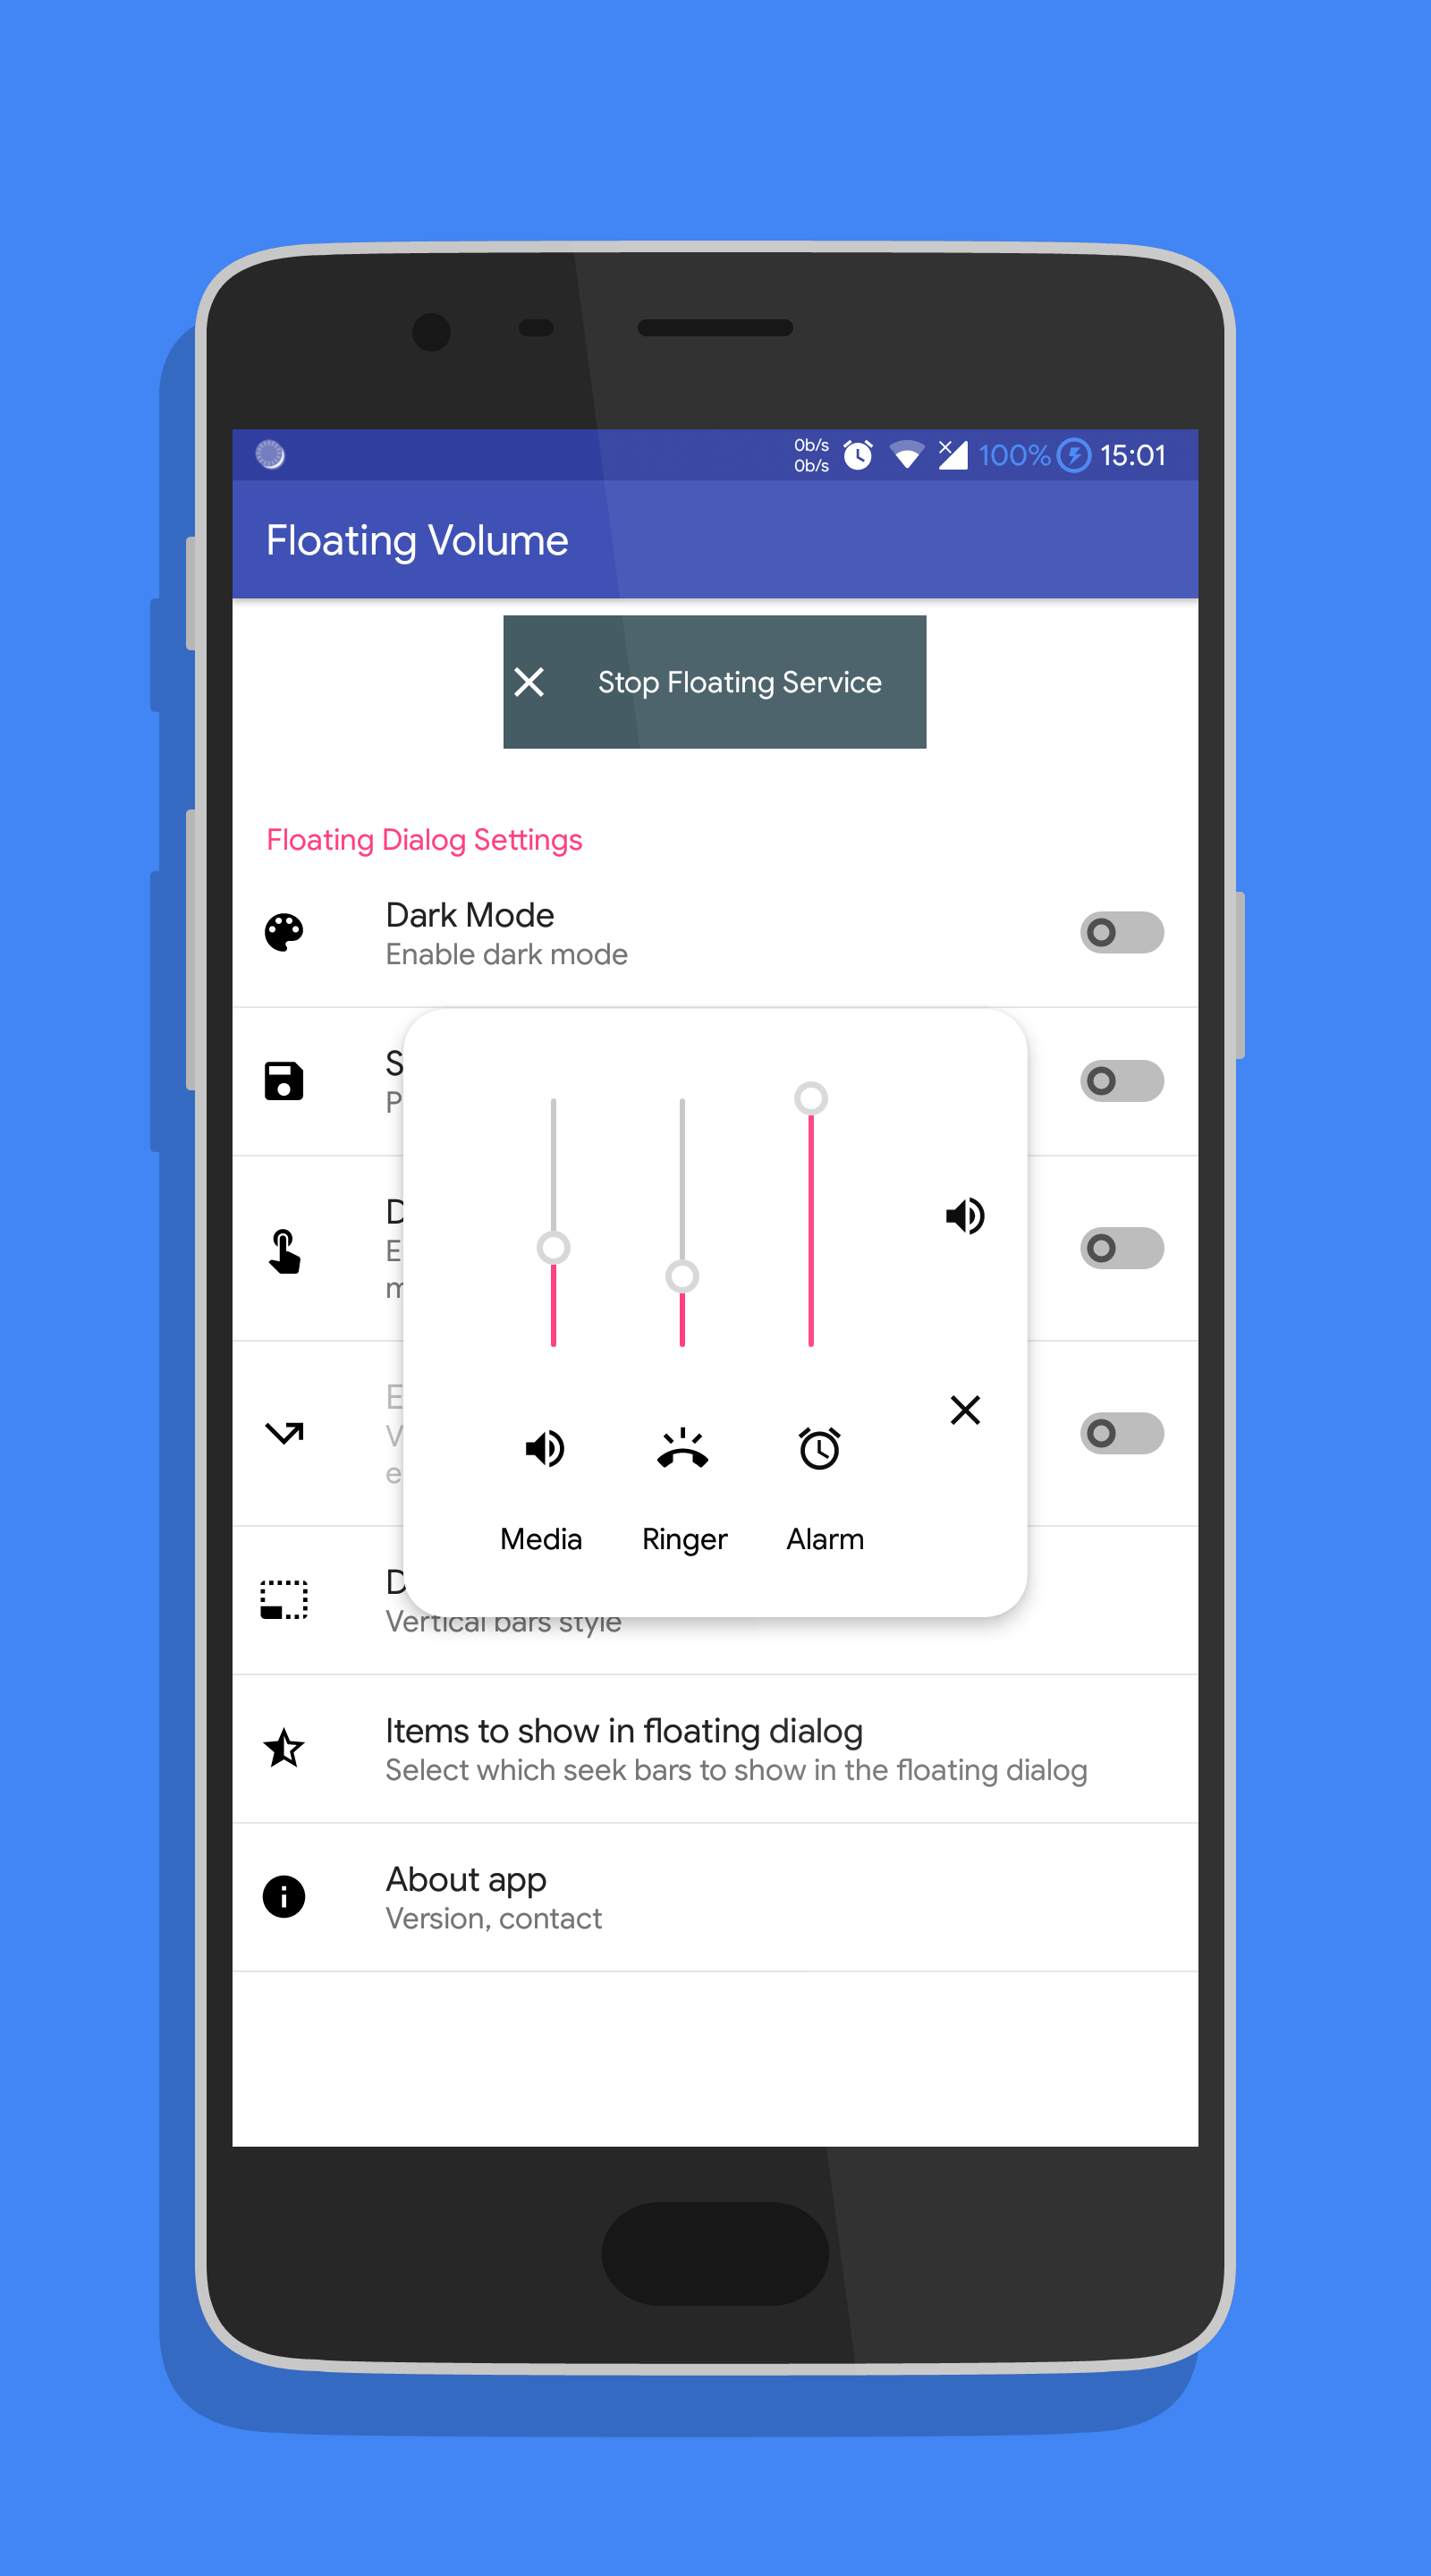 0b/s
0b/s
100%
15:01
Floating Volume
Stop Floating Service
Floating Dialog Settings
Dark Mode
Enable dark mode
Media
Ringer
Alarm
Vertical bars style
Items to show in floating dialog
Select which seek bars to show in the floating dialog
About app
Version, contact